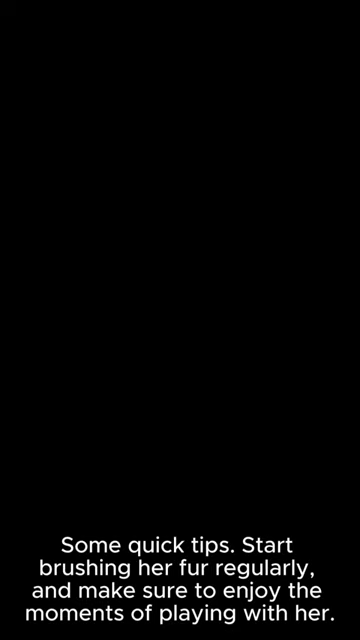 Some quick tips. Start
brushing her fur regularly,
and make sure to enjoy the
moments of playing with her.